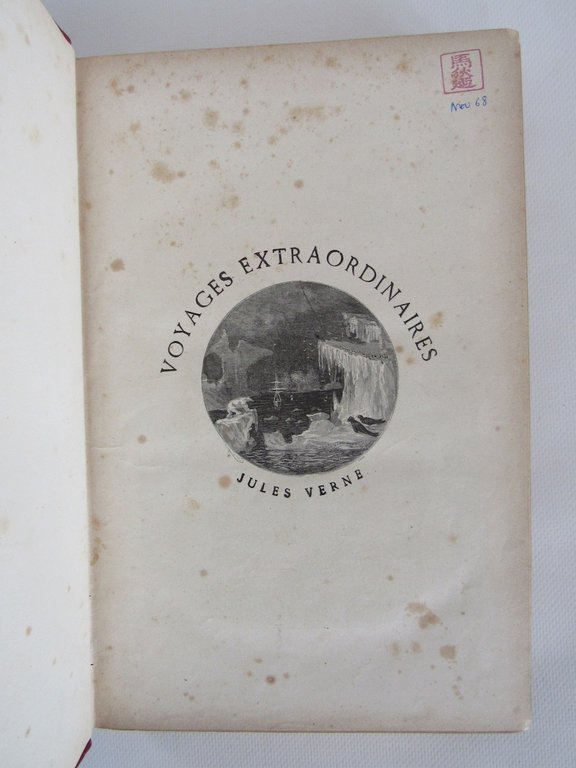 Nov 68
VOYAGES EXTRAORDINAIRES
JULES VERNE